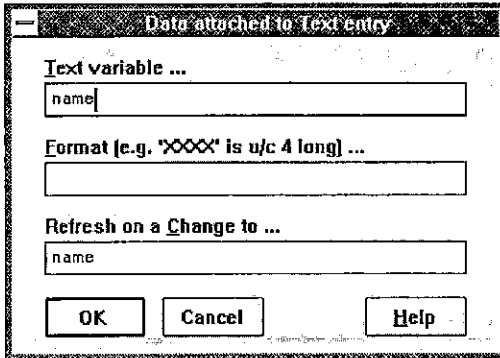 Data attached to Text entry
Text variable ...
name
Format (e.g. 'XXXX' is u/c 4 long) ...
Refresh on a Change to ...
name
OK Cancel Help